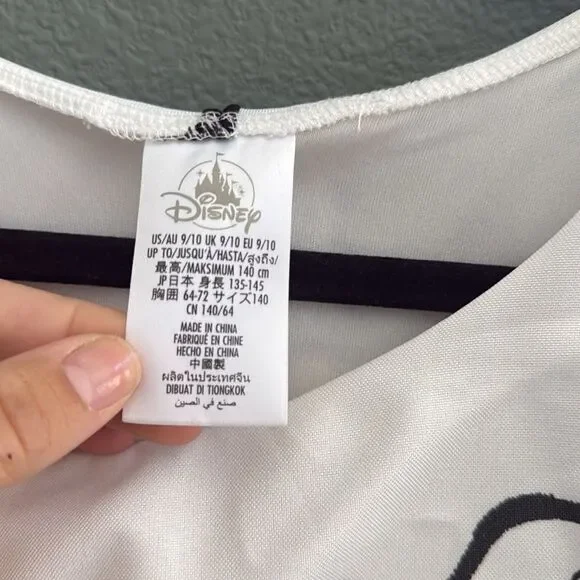 Disney
US/AU 9/10 UK 9/10 EU 9/10
UP TO/JUSQU'À/HASTA/สูงถึง/
最高/MAKSIMUM 140 cm
JP日本 身長 135-145
胸囲 64-72 サイズ140
CN 140/64
MADE IN CHINA
FABRIQUÉ EN CHINE
HECHO EN CHINA
中國製
ผลิตในประเทศจีน
DIBUAT DI TIONGKOK
صنع في الصين